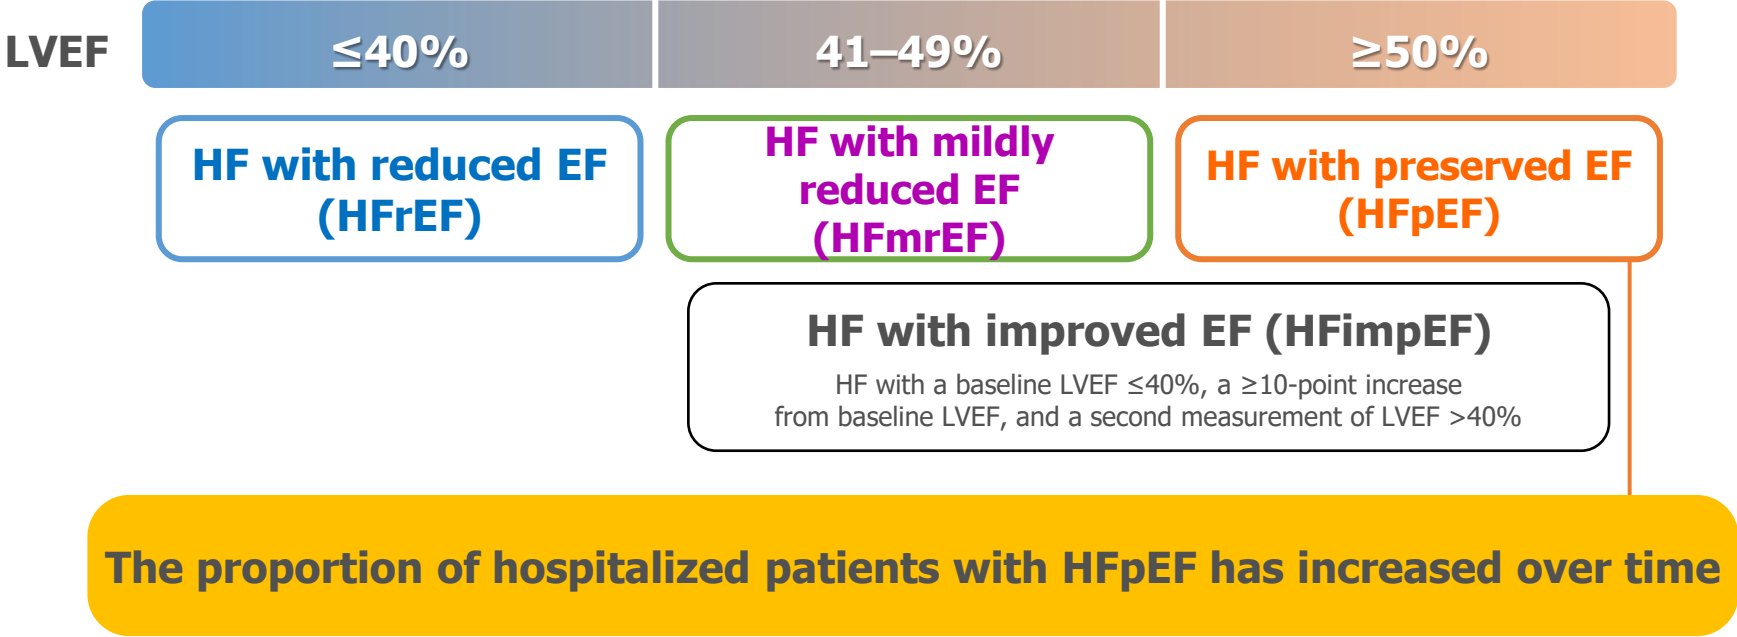 LVEF
≤40%
41–49%
≥50%
HF with reduced EF
(HFrEF)
HF with mildly
reduced EF
(HFmrEF)
HF with preserved EF
(HFpEF)
HF with improved EF (HFimpEF)
HF with a baseline LVEF ≤40%, a ≥10-point increase
from baseline LVEF, and a second measurement of LVEF >40%
The proportion of hospitalized patients with HFpEF has increased over time